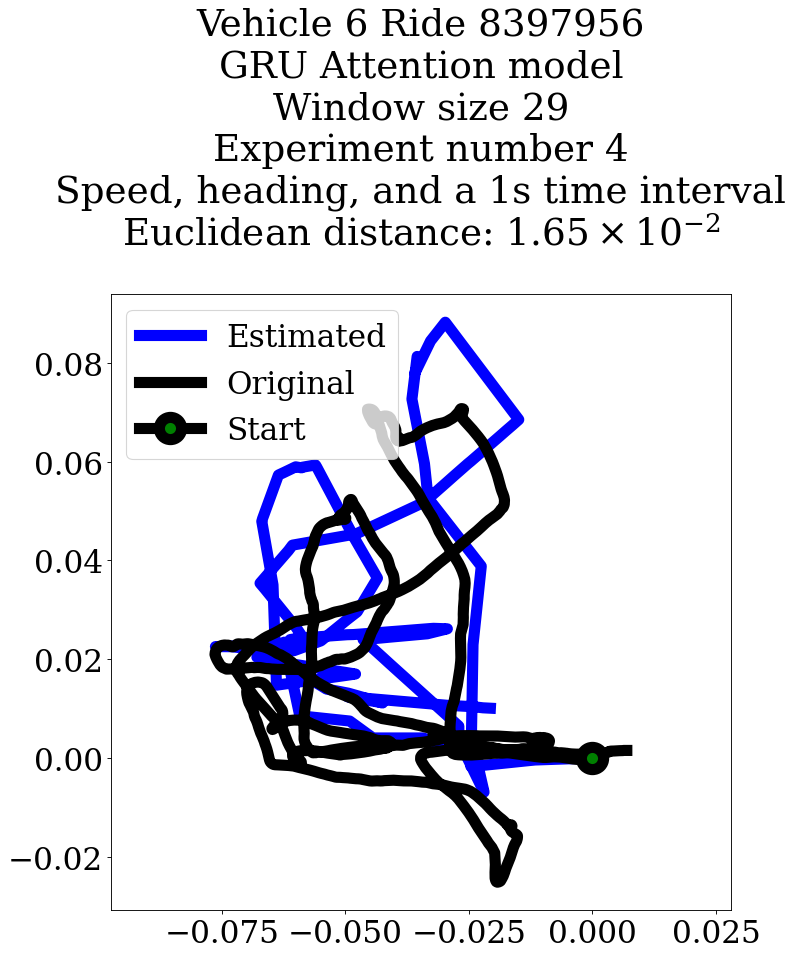 Vehicle 6 Ride 8397956
GRU Attention model
Window size 29
Experiment number 4
Speed, heading, and a 1s time interval
Euclidean distance: 1.65 × 10⁻²
Estimated
Original
Start
0.08
0.06
0.04
0.02
0.00
−0.02
−0.075 −0.050 −0.025 0.000 0.025